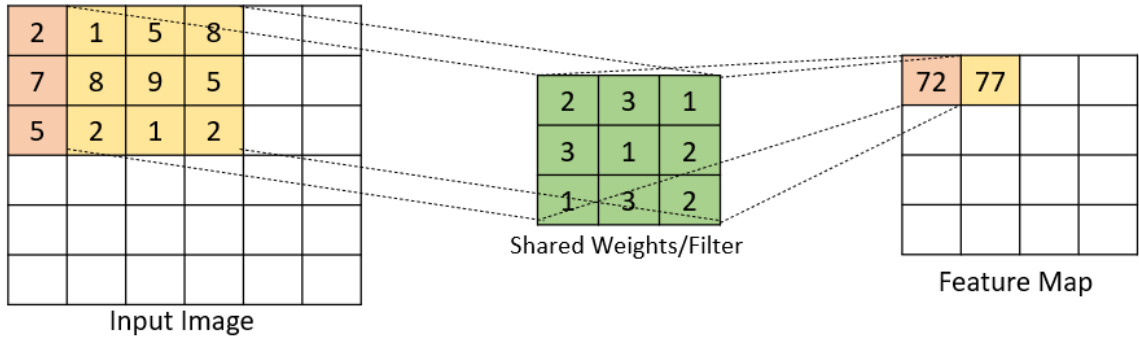 2 1 5 8
7 8 9 5
5 2 1 2
Input Image
2 3 1
3 1 2
1 3 2
Shared Weights/Filter
72 77
Feature Map